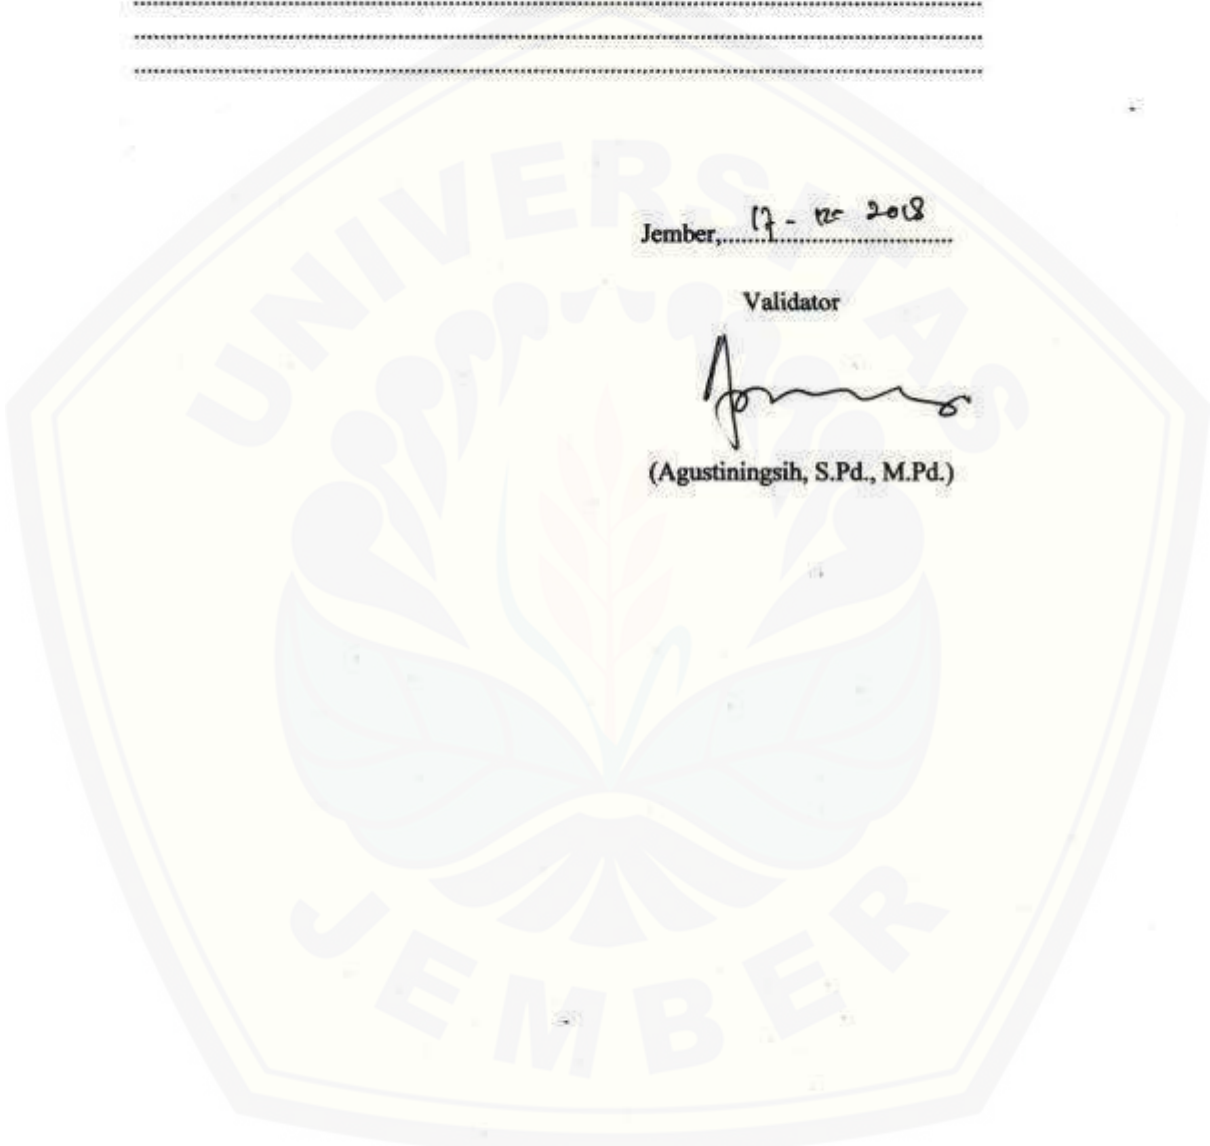 UNIVERSITAS
Jember, 17 - 12 - 2018
Validator
(Agustiningsih, S.Pd., M.Pd.)
JEMBER